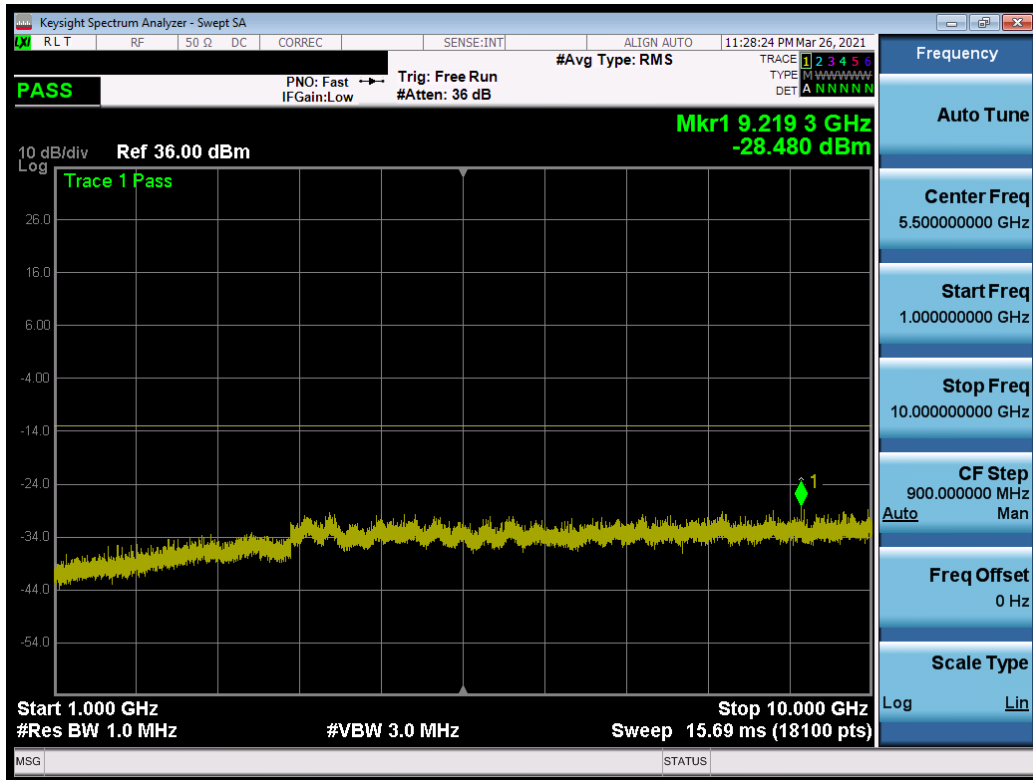 Keysight Spectrum Analyzer - Swept SA
LXI RLT RF 50 Ω DC CORREC SENSE:INT ALIGN AUTO 11:28:24 PM Mar 26, 2021
#Avg Type: RMS TRACE 1 2 3 4 5 6
PNO: Fast Trig: Free Run TYPE M WWWWW
PASS IFGain:Low #Atten: 36 dB DET A N N N N N
Mkr1 9.219 3 GHz
-28.480 dBm
10 dB/div Ref 36.00 dBm
Log
Trace 1 Pass
26.0
16.0
6.00
-4.00
-14.0
-24.0
1
-34.0
-44.0
-54.0
Start 1.000 GHz Stop 10.000 GHz
#Res BW 1.0 MHz #VBW 3.0 MHz Sweep 15.69 ms (18100 pts)
MSG STATUS
Frequency
Auto Tune
Center Freq
5.500000000 GHz
Start Freq
1.000000000 GHz
Stop Freq
10.000000000 GHz
CF Step
900.000000 MHz
Auto Man
Freq Offset
0 Hz
Scale Type
Log Lin